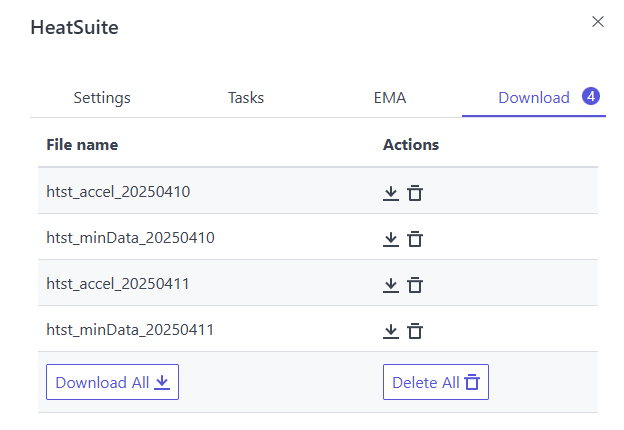 HeatSuite
Settings Tasks EMA Download 4
File name Actions
htst_accel_20250410
htst_minData_20250410
htst_accel_20250411
htst_minData_20250411
Download All Delete All